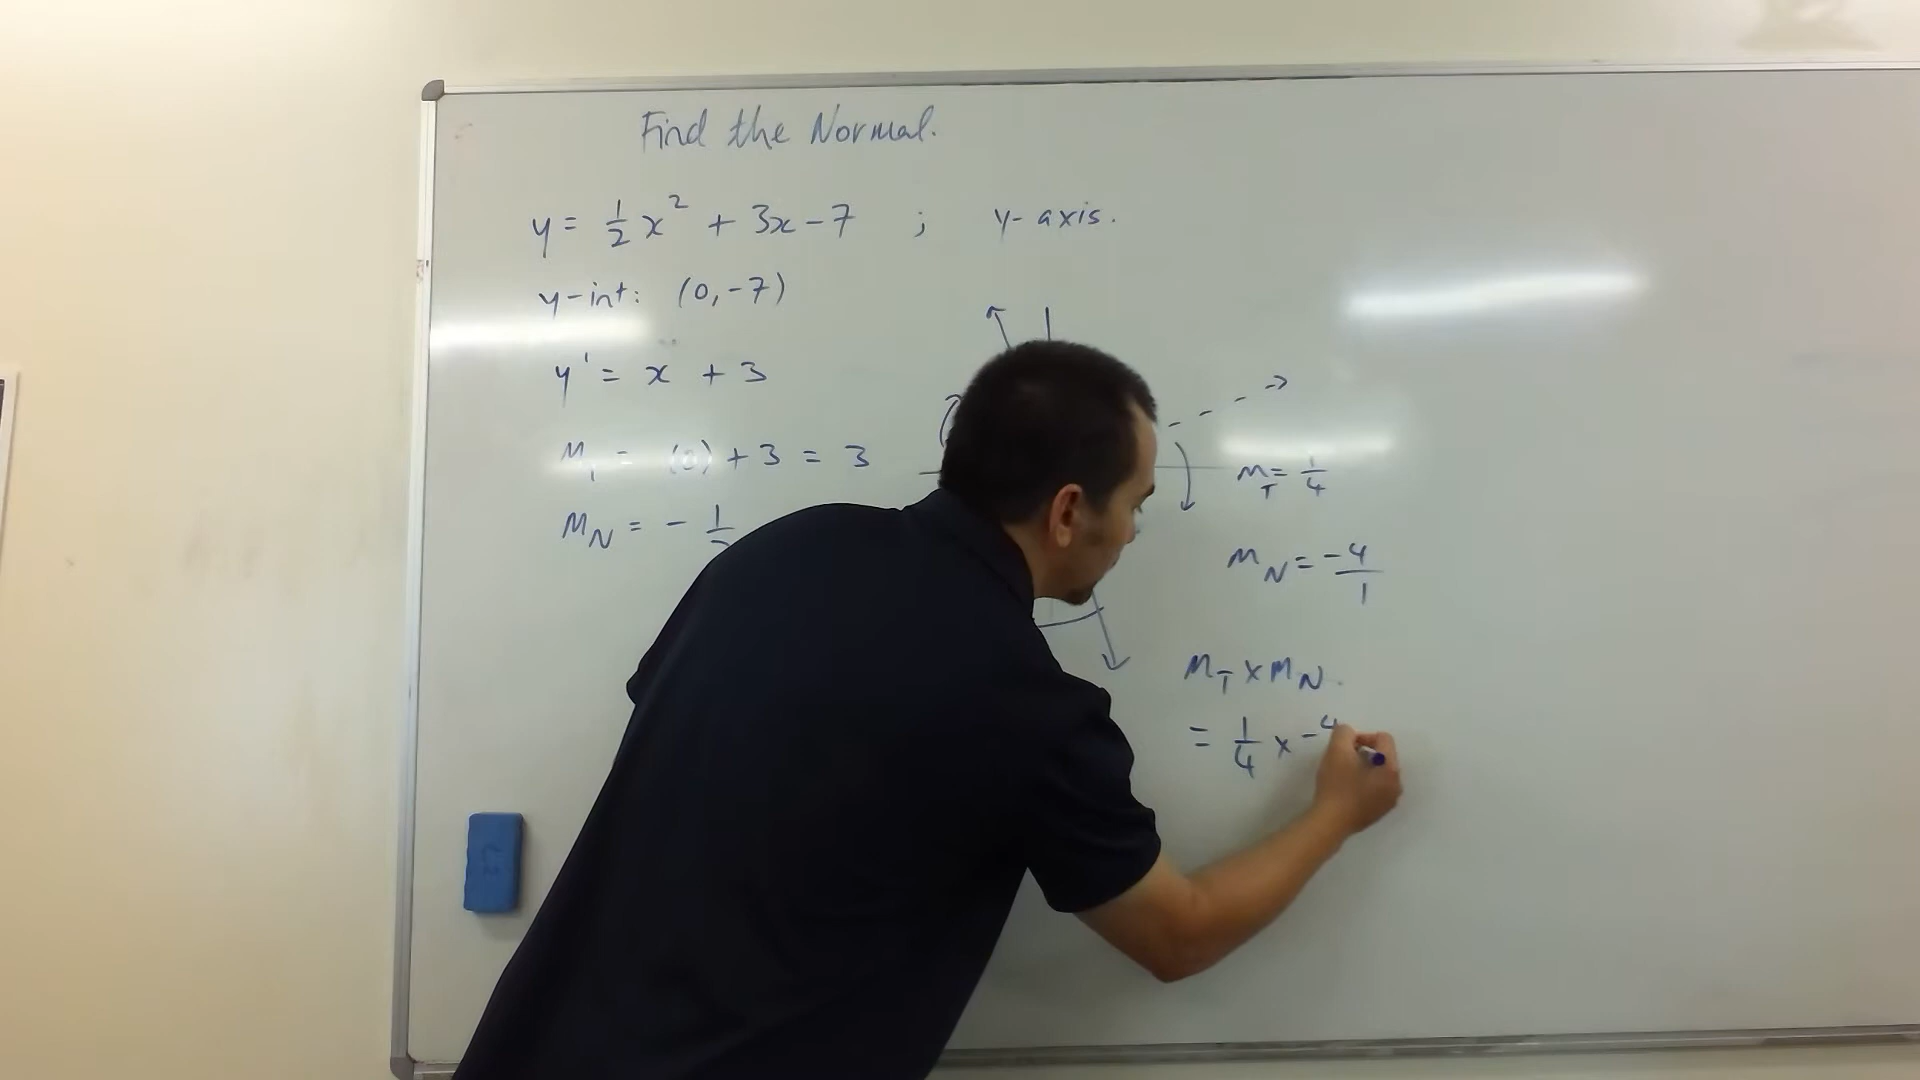 Find the Normal.
y = 1/2 x² + 3x - 7 ; y-axis.
y-int: (0, -7)
y' = x + 3
M_T = (0) + 3 = 3
M_N = - 1/
M_T = 1/4
M_N = -4/1
M_T × M_N
= 1/4 × -4